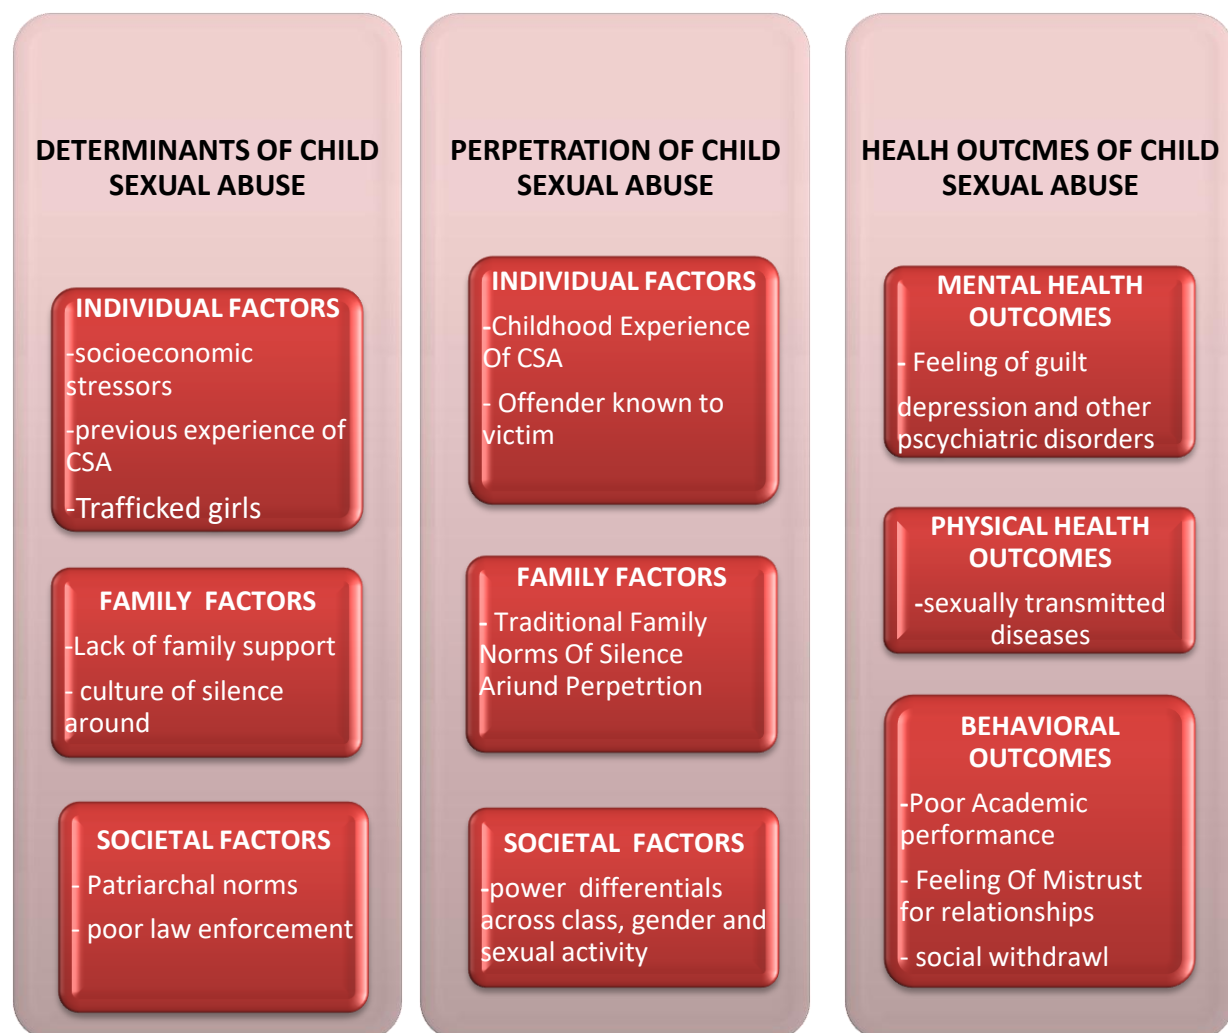 DETERMINANTS OF CHILD
SEXUAL ABUSE
INDIVIDUAL FACTORS
-socioeconomic
stressors
-previous experience of
CSA
-Trafficked girls
FAMILY  FACTORS
-Lack of family support
- culture of silence
around
SOCIETAL FACTORS
- Patriarchal norms
- poor law enforcement
PERPETRATION OF CHILD
SEXUAL ABUSE
INDIVIDUAL FACTORS
-Childhood Experience
Of CSA
- Offender known to
victim
FAMILY FACTORS
- Traditional Family
Norms Of Silence
Ariund Perpetrtion
SOCIETAL  FACTORS
-power  differentials
across class, gender and
sexual activity
HEALH OUTCMES OF CHILD
SEXUAL ABUSE
MENTAL HEALTH
OUTCOMES
- Feeling of guilt
depression and other
pscychiatric disorders
PHYSICAL HEALTH
OUTCOMES
-sexually transmitted
diseases
BEHAVIORAL
OUTCOMES
-Poor Academic
performance
- Feeling Of Mistrust
for relationships
- social withdrawl